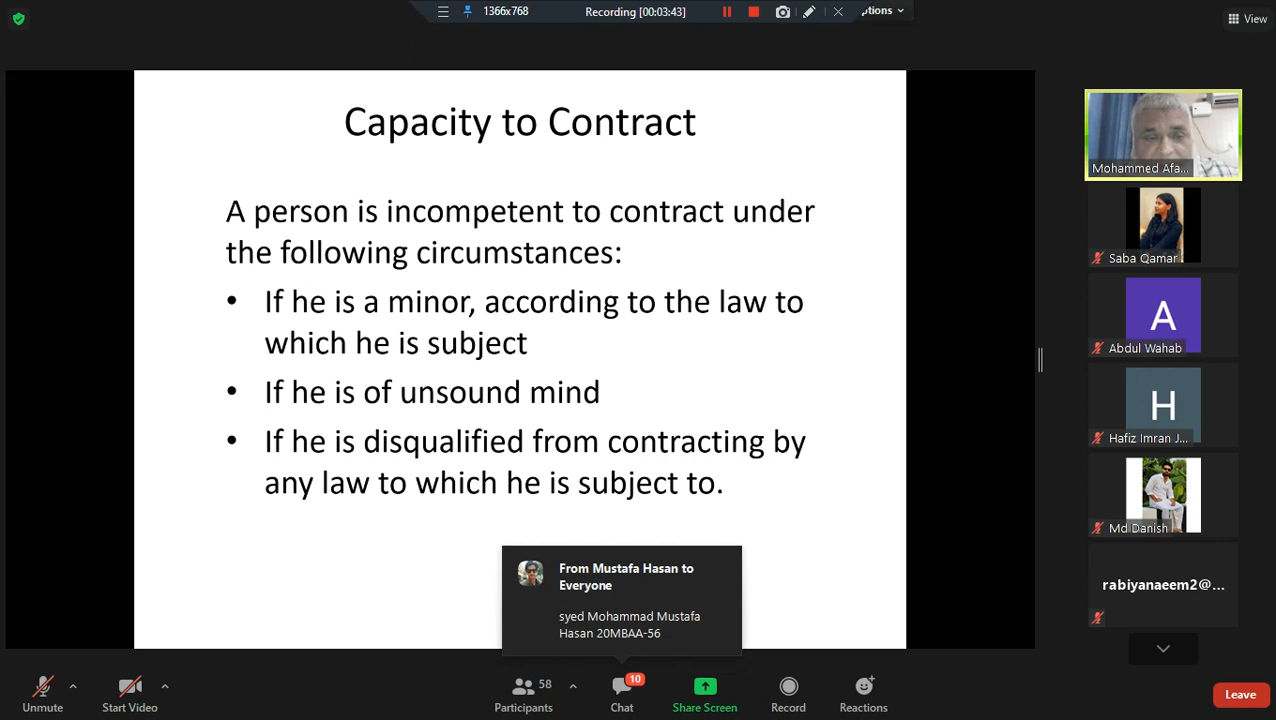 1366x768
Recording [00:03:43]
ptions
View
Capacity to Contract
A person is incompetent to contract under
the following circumstances:
• If he is a minor, according to the law to
which he is subject
• If he is of unsound mind
• If he is disqualified from contracting by
any law to which he is subject to.
Mohammed Afa...
Saba Qamar
A
Abdul Wahab
H
Hafiz Imran J...
Md Danish
rabiyanaeem2@...
From Mustafa Hasan to
Everyone
syed Mohammad Mustafa
Hasan 20MBAA-56
Unmute
Start Video
58
Participants
10
Chat
Share Screen
Record
Reactions
Leave